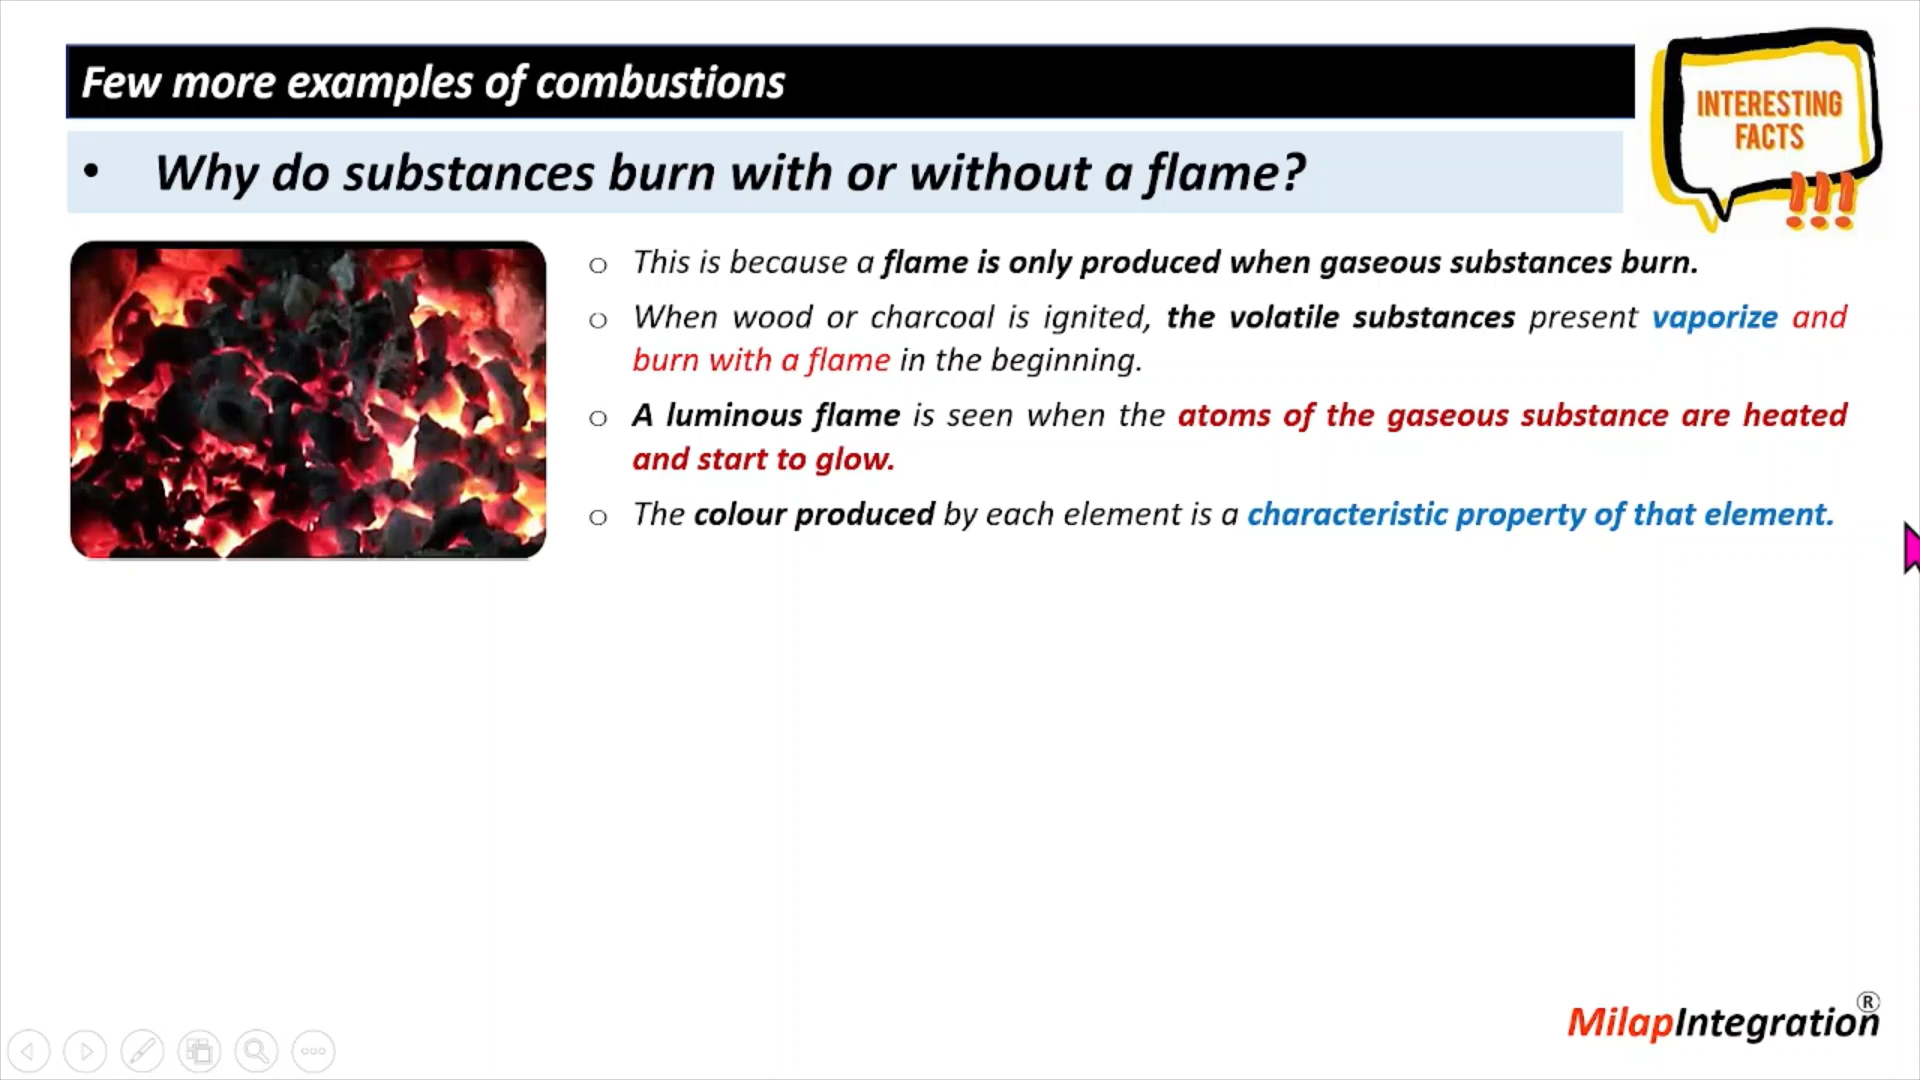 Few more examples of combustions
INTERESTING
FACTS
!!!
• Why do substances burn with or without a flame?
o This is because a flame is only produced when gaseous substances burn.
o When wood or charcoal is ignited, the volatile substances present vaporize and
burn with a flame in the beginning.
o A luminous flame is seen when the atoms of the gaseous substance are heated
and start to glow.
o The colour produced by each element is a characteristic property of that element.
MilapIntegration®